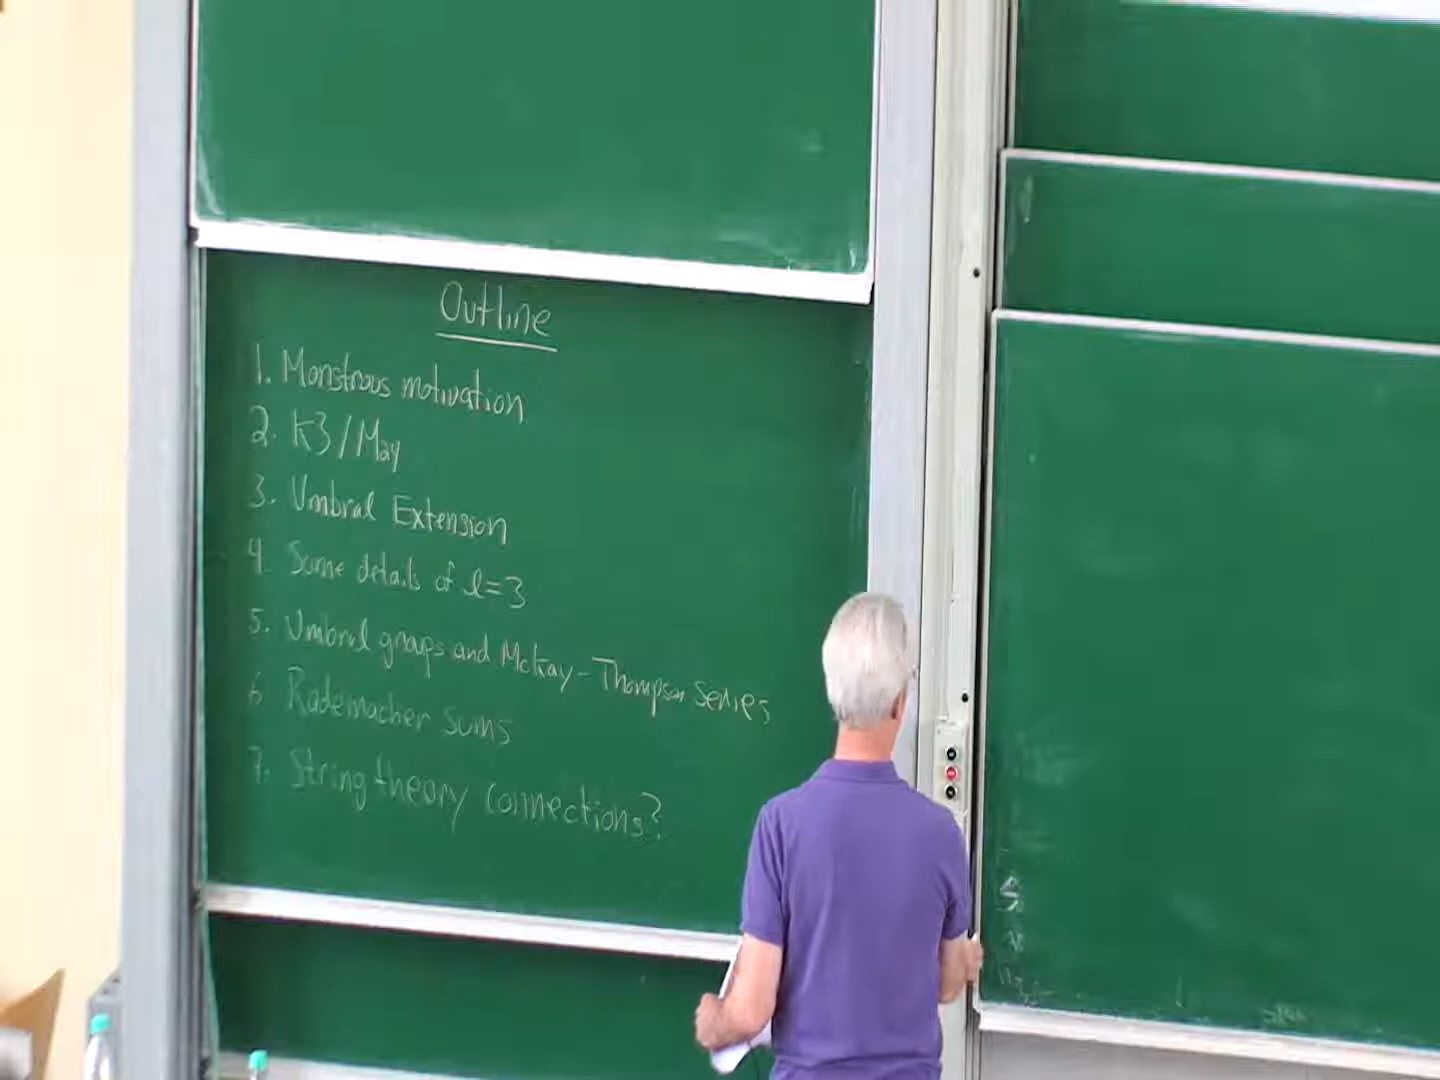 Outline
1. Monstrous motivation
2. K3/May
3. Umbral Extension
4. Some details of l=3
5. Umbral groups and McKay-Thompson Series
6 Rademacher sums
7. String theory connections?